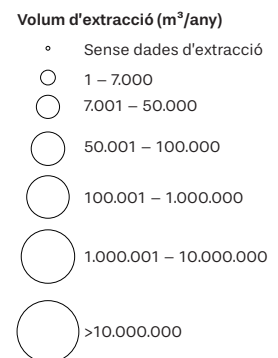 Volum d'extracció (m³/any)
Sense dades d'extracció
1 – 7.000
7.001 – 50.000
50.001 – 100.000
100.001 – 1.000.000
1.000.001 – 10.000.000
>10.000.000